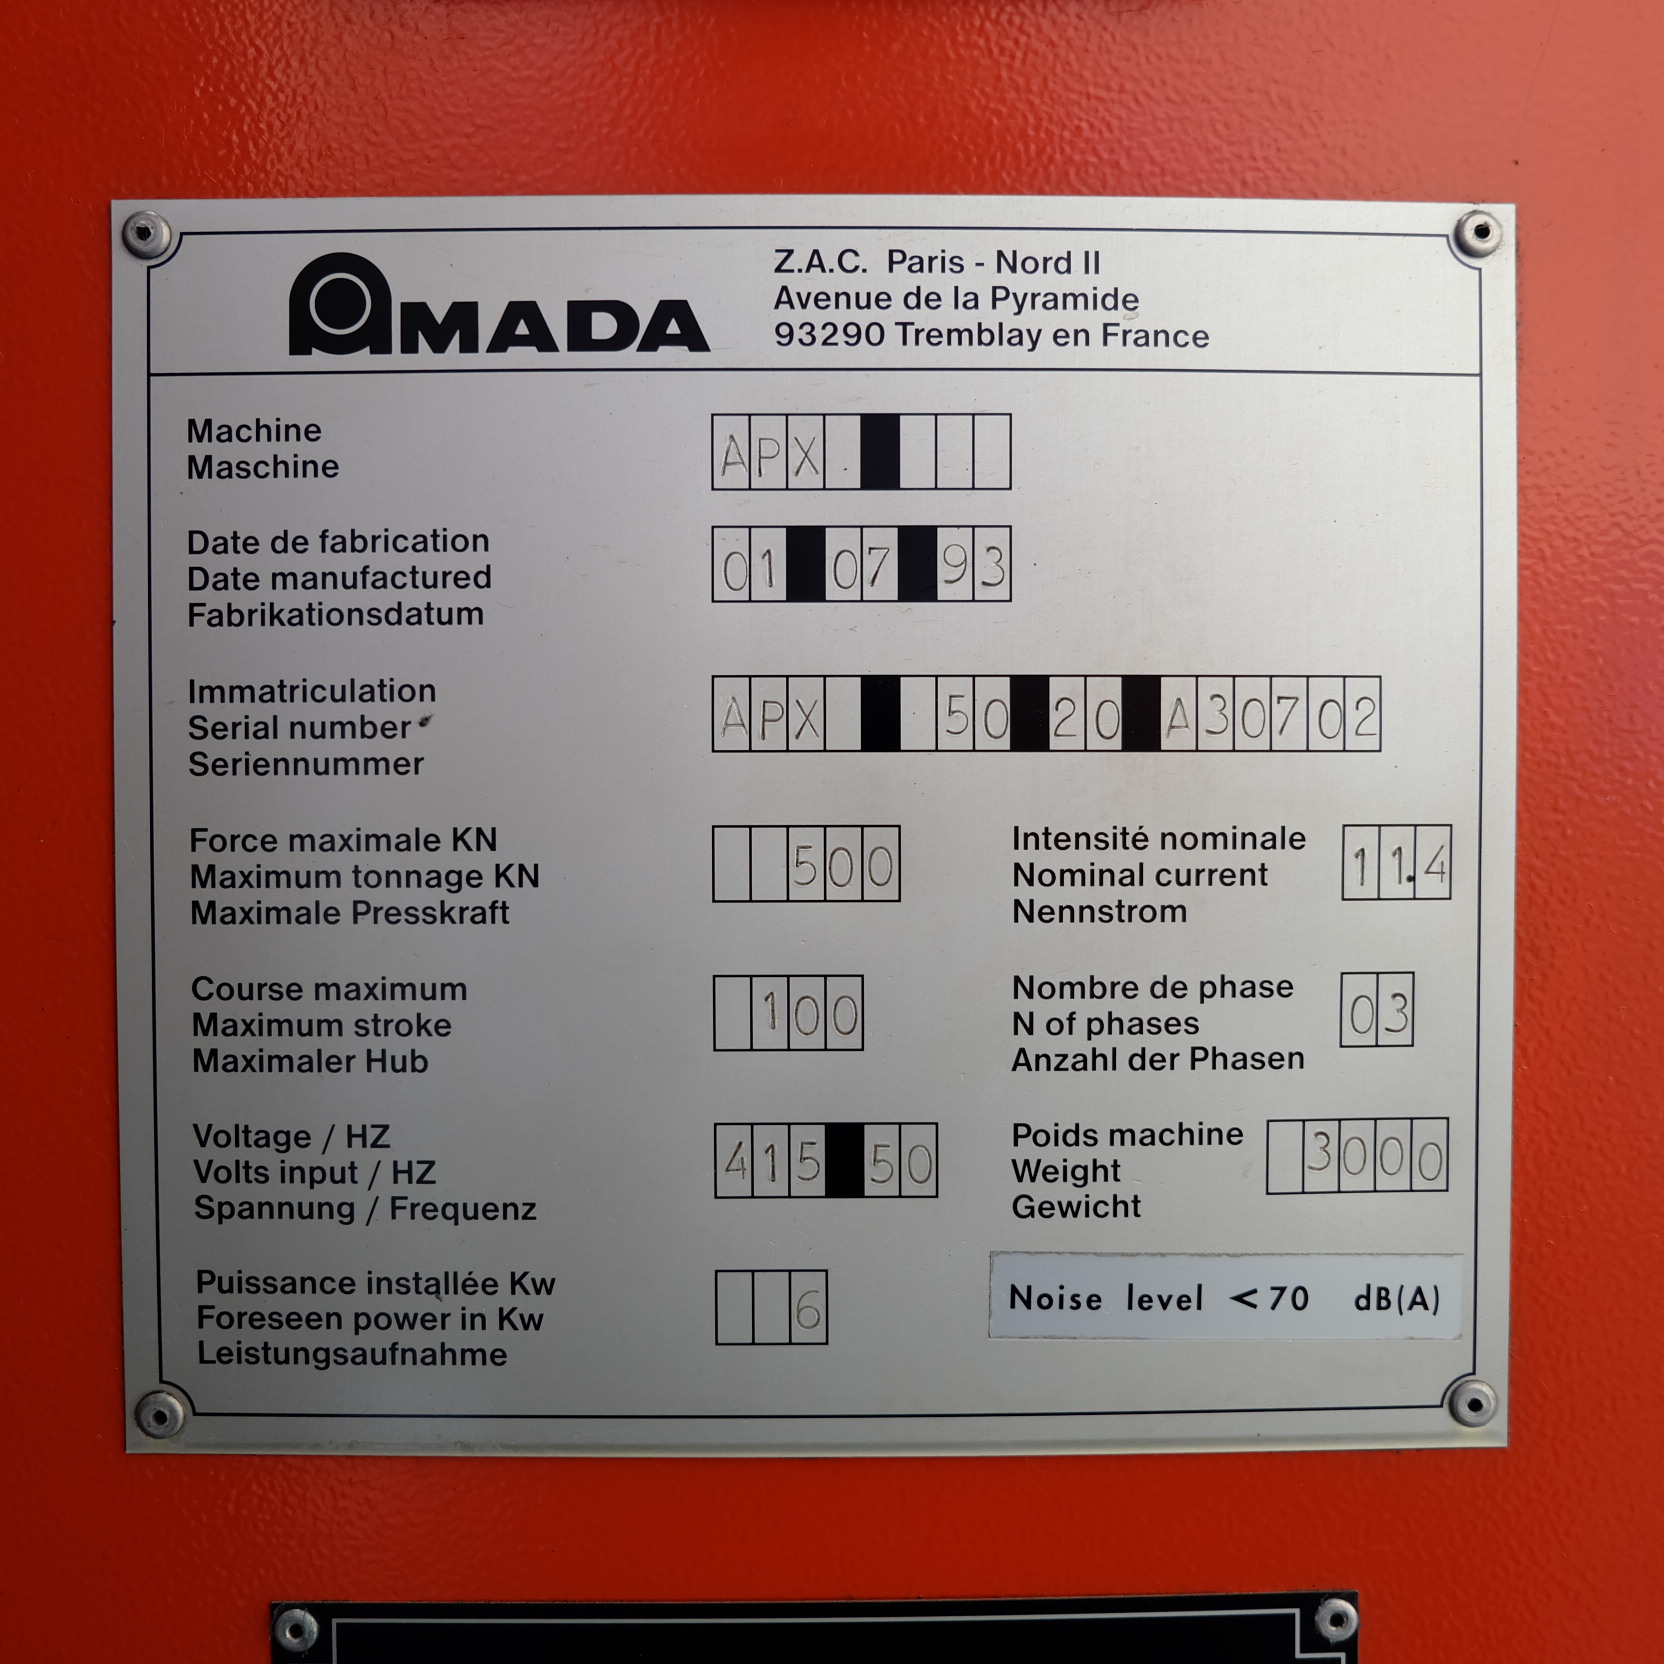 AMADA
Z.A.C. Paris - Nord II
Avenue de la Pyramide
93290 Tremblay en France
Machine
Maschine
APX
Date de fabrication
Date manufactured
Fabrikationsdatum
01 07 93
Immatriculation
Serial number
Seriennummer
APX 50 20 A30702
Force maximale KN
Maximum tonnage KN
Maximale Presskraft
500
Intensité nominale
Nominal current
Nennstrom
11.4
Course maximum
Maximum stroke
Maximaler Hub
100
Nombre de phase
N of phases
Anzahl der Phasen
03
Voltage / HZ
Volts input / HZ
Spannung / Frequenz
415 50
Poids machine
Weight
Gewicht
3000
Puissance installée Kw
Foreseen power in Kw
Leistungsaufnahme
6
Noise level <70 dB(A)